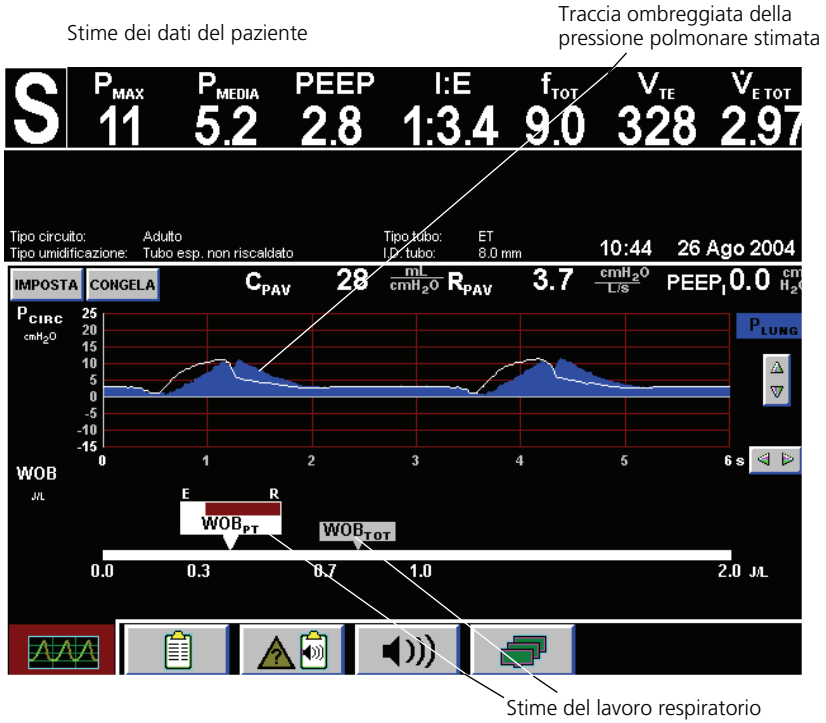 Stime dei dati del paziente
Traccia ombreggiata della
pressione polmonare stimata
S PMAX PMEDIA PEEP I:E fTOT VTE V̇E TOT
11 5.2 2.8 1:3.4 9.0 328 2.97
Tipo circuito: Adulto Tipo tubo: ET
Tipo umidificazione: Tubo esp. non riscaldato I.D. tubo: 8.0 mm 10:44 26 Ago 2004
IMPOSTA CONGELA CPAV 28 mL/cmH2O RPAV 3.7 cmH2O/L/s PEEPI 0.0 cm H2
PCIRC
cmH2O
PLUNG
25
20
15
10
5
0
-5
-10
-15
0 1 2 3 4 5 6 s
WOB
J/L
E R
WOBPT
WOBTOT
0.0 0.3 0.7 1.0 2.0 J/L
?
Stime del lavoro respiratorio